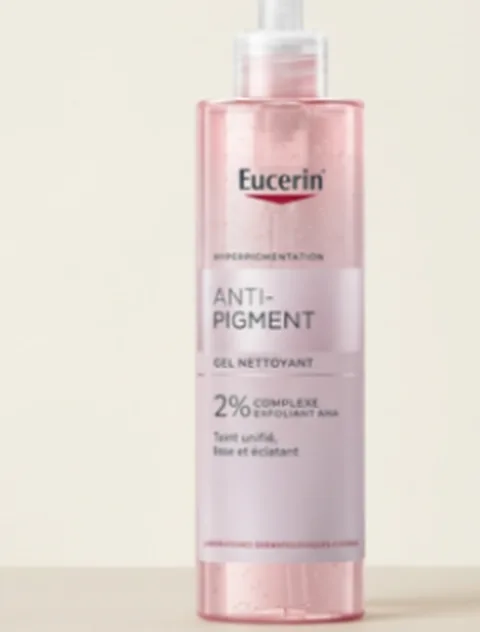 Eucerin
HYPERPIGMENTATION
ANTI-
PIGMENT
GEL NETTOYANT
2% COMPLEXE
EXFOLIANT AHA
Teint unifié,
lisse et éclatant